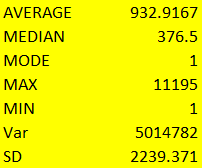 AVERAGE 932.9167
MEDIAN 376.5
MODE 1
MAX 11195
MIN 1
Var 5014782
SD 2239.371